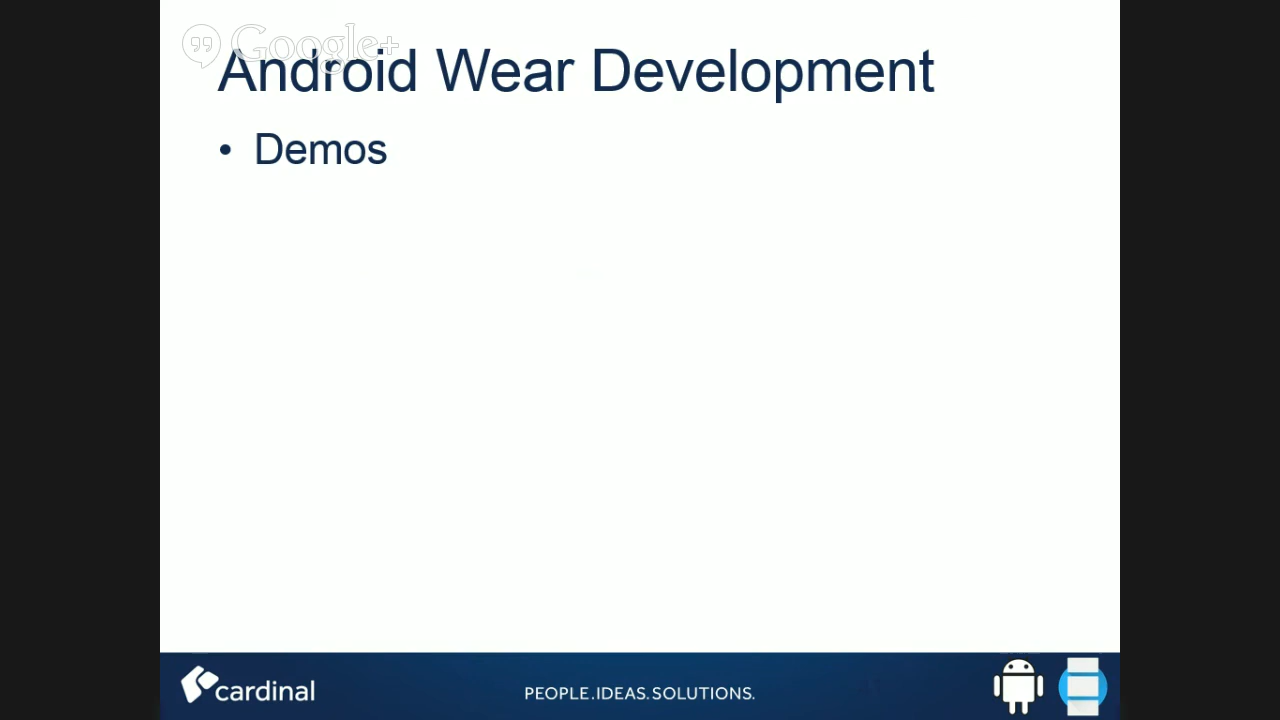 Google+
Android Wear Development
• Demos
cardinal
PEOPLE.IDEAS.SOLUTIONS.